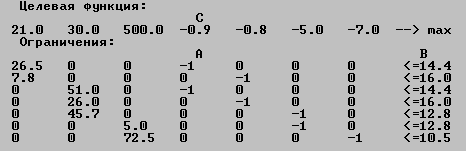 Целевая функция:
C
21.0 30.0 500.0 -0.9 -0.8 -5.0 -7.0 --> max
Ограничения:
A B
26.5 0 0 -1 0 0 0 <=14.4
7.8 0 0 0 -1 0 0 <=16.0
0 51.0 0 -1 0 0 0 <=14.4
0 26.0 0 0 -1 0 0 <=16.0
0 45.7 0 0 0 -1 0 <=12.8
0 0 5.0 0 0 -1 0 <=12.8
0 0 72.5 0 0 0 -1 <=10.5